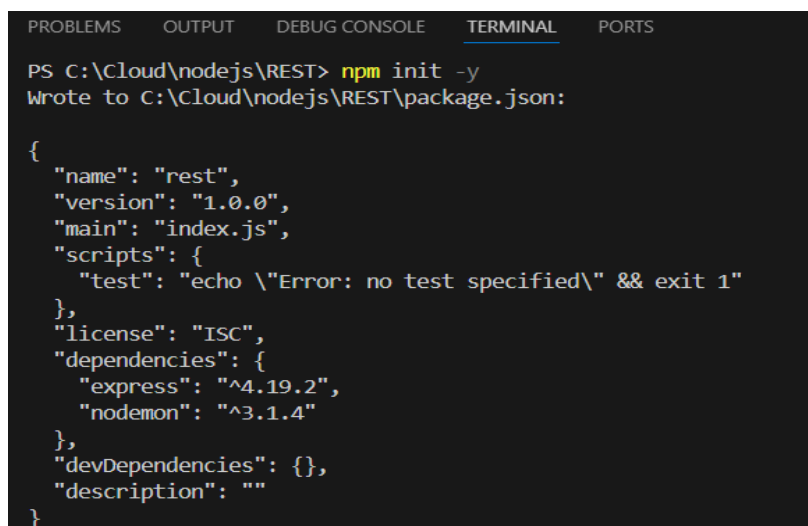 PROBLEMS OUTPUT DEBUG CONSOLE TERMINAL PORTS
PS C:\Cloud\nodejs\REST> npm init -y
Wrote to C:\Cloud\nodejs\REST\package.json:
{
  "name": "rest",
  "version": "1.0.0",
  "main": "index.js",
  "scripts": {
    "test": "echo \"Error: no test specified\" && exit 1"
  },
  "license": "ISC",
  "dependencies": {
    "express": "^4.19.2",
    "nodemon": "^3.1.4"
  },
  "devDependencies": {},
  "description": ""
}